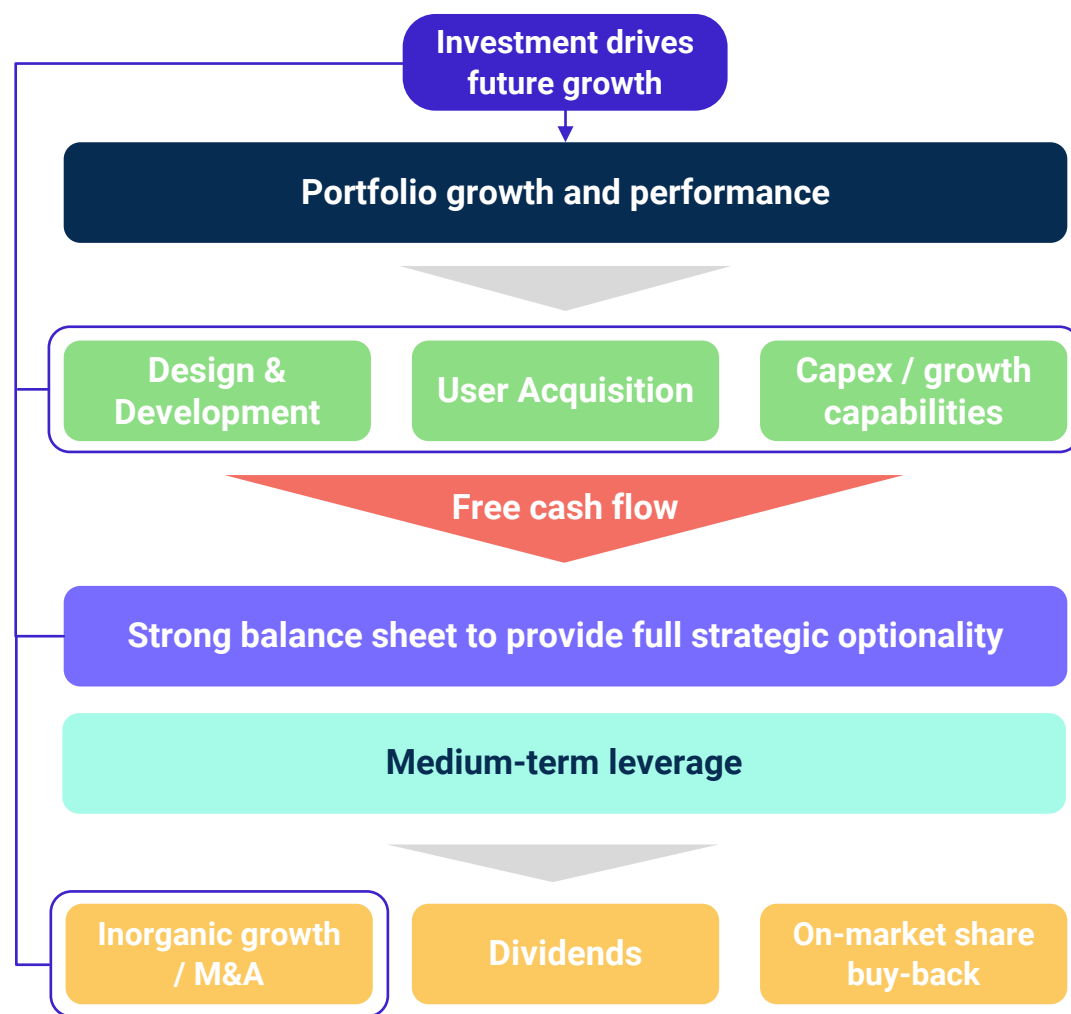 Investment drives
future growth
Portfolio growth and performance
Design &
Development
User Acquisition
Capex / growth
capabilities
Free cash flow
Strong balance sheet to provide full strategic optionality
Medium-term leverage
Inorganic growth
/ M&A
Dividends
On-market share
buy-back